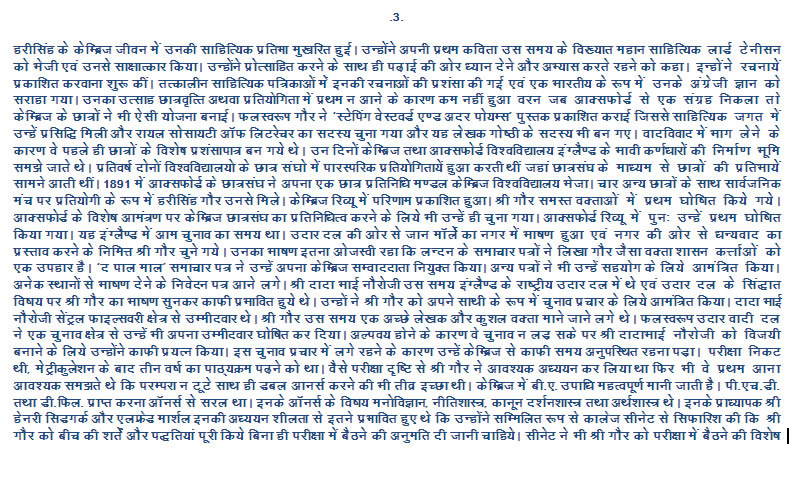 .3.
हरीसिंह के केम्ब्रिज जीवन में उनकी साहित्यिक प्रतिभा मुखरित हुई। उन्होंने अपनी प्रथम कविता उस समय के विख्यात महान साहित्यिक लार्ड टेनीसन
को भेजी एवं उनसे साक्षात्कार किया। उन्होंने प्रोत्साहित करने के साथ ही पढ़ाई की ओर ध्यान देने और अभ्यास करते रहने को कहा। इन्होंने रचनायें
प्रकाशित करवाना शुरू कीं। तत्कालीन साहित्यिक पत्रिकाओं में इनकी रचनाओं की प्रशंसा की गई एवं एक भारतीय के रूप में उनके अंग्रेजी ज्ञान को
सराहा गया। उनका उत्साह छात्रवृत्ति अथवा प्रतियोगिता में प्रथम न आने के कारण कम नहीं हुआ वरन जब आक्सफोर्ड से एक संग्रह निकला तो
केम्ब्रिज के छात्रों ने भी ऐसी योजना बनाई। फलस्वरूप गौर ने 'स्टेपिंग वेस्टवर्ड एण्ड अदर पोयम्स' पुस्तक प्रकाशित कराई जिससे साहित्यिक जगत में
उन्हें प्रसिद्धि मिली और रायल सोसायटी ऑफ लिटरेचर का सदस्य चुना गया और यह लेखक गोष्ठी के सदस्य भी बन गए। वादविवाद में भाग लेने के
कारण वे पहले ही छात्रों के विशेष प्रशंसापात्र बन गये थे। उन दिनों केम्ब्रिज तथा आक्सफोर्ड विश्वविद्यालय इंग्लैण्ड के भावी कर्णधारों की निर्माण भूमि
समझे जाते थे। प्रतिवर्ष दोनों विश्वविद्यालयो के छात्र संघो में पारस्परिक प्रतियोगितायें हुआ करती थीं जहां छात्रसंघ के माध्यम से छात्रों की प्रतिभायें
सामने आती थीं। 1891 में आक्सफोर्ड के छात्रसंघ ने अपना एक छात्र प्रतिनिधि मण्डल केम्ब्रिज विश्वविद्यालय भेजा। चार अन्य छात्रों के साथ सार्वजनिक
मंच पर प्रतियोगी के रूप में हरीसिंह गौर उनसे मिले। केम्ब्रिज रिव्यू में परिणाम प्रकाशित हुआ। श्री गौर समस्त वक्ताओं में प्रथम घोषित किये गये।
आक्सफोर्ड के विशेष आमंत्रण पर केम्ब्रिज छात्रसंघ का प्रतिनिधित्व करने के लिये भी उन्हें ही चुना गया। आक्सफोर्ड रिव्यू में पुनः उन्हें प्रथम घोषित
किया गया। यह इंग्लैण्ड में आम चुनाव का समय था। उदार दल की ओर से जान मॉर्ले का नगर में भाषण हुआ एवं नगर की ओर से धन्यवाद का
प्रस्ताव करने के निमित्त श्री गौर चुने गये। उनका भाषण इतना ओजस्वी रहा कि लन्दन के समाचार पत्रों ने लिखा गौर जैसा वक्ता शासन कर्त्ताओं को
एक उपहार है। 'द पाल माल' समाचार पत्र ने उन्हें अपना केम्ब्रिज सम्वाददाता नियुक्त किया। अन्य पत्रों ने भी उन्हें सहयोग के लिये आमंत्रित किया।
अनेक स्थानों से भाषण देने के निवेदन पत्र आने लगे। श्री दादा भाई नौरोजी उस समय इंग्लैण्ड के राष्ट्रीय उदार दल में थे एवं उदार दल के सिद्धांत
विषय पर श्री गौर का भाषण सुनकर काफी प्रभावित हुये थे। उन्होंने ने श्री गौर को अपने साथी के रूप में चुनाव प्रचार के लिये आमंत्रित किया। दादा भाई
नौरोजी सेंट्रल फाइल्सवरी क्षेत्र से उम्मीदवार थे। श्री गौर उस समय एक अच्छे लेखक और कुशल वक्ता माने जाने लगे थे। फलस्वरूप उदार वादी दल
ने एक चुनाव क्षेत्र से उन्हें भी अपना उम्मीदवार घोषित कर दिया। अल्पवय होने के कारण वे चुनाव न लड़ सके पर श्री दादाभाई नौरोजी को विजयी
बनाने के लिये उन्होंने काफी प्रयत्न किया। इस चुनाव प्रचार में लगे रहने के कारण उन्हें केम्ब्रिज से काफी समय अनुपस्थित रहना पढ़ा। परीक्षा निकट
थी, मेट्रीकुलेशन के बाद तीन वर्ष का पाठ्यक्रम पढ़ने को था। वैसे परीक्षा दृष्टि से श्री गौर ने आवश्यक अध्ययन कर लिया था फिर भी वे प्रथम आना
आवश्यक समझते थे कि परम्परा न टूटे साथ ही डबल आनर्स करने की भी तीव्र इच्छा थी। केम्ब्रिज में बी.ए. उपाधि महत्वपूर्ण मानी जाती है। पी.एच.डी.
तथा डी.फिल. प्राप्त करना ऑनर्स से सरल था। इनके ऑनर्स के विषय मनोविज्ञान, नीतिशास्त्र, कानून दर्शनशास्त्र तथा अर्थशास्त्र थे। इनके प्राध्यापक श्री
हेनरी सिढगर्क और एलफ्रेड मार्शल इनकी अध्ययन शीलता से इतने प्रभावित हुए थे कि उन्होंने सम्मिलित रूप से कालेज सीनेट से सिफारिश की कि श्री
गौर को बीच की शर्तें और पद्धतियां पूरी किये बिना ही परीक्षा में बैठने की अनुमति दी जानी चाहिये। सीनेट ने भी श्री गौर को परीक्षा में बैठने की विशेष